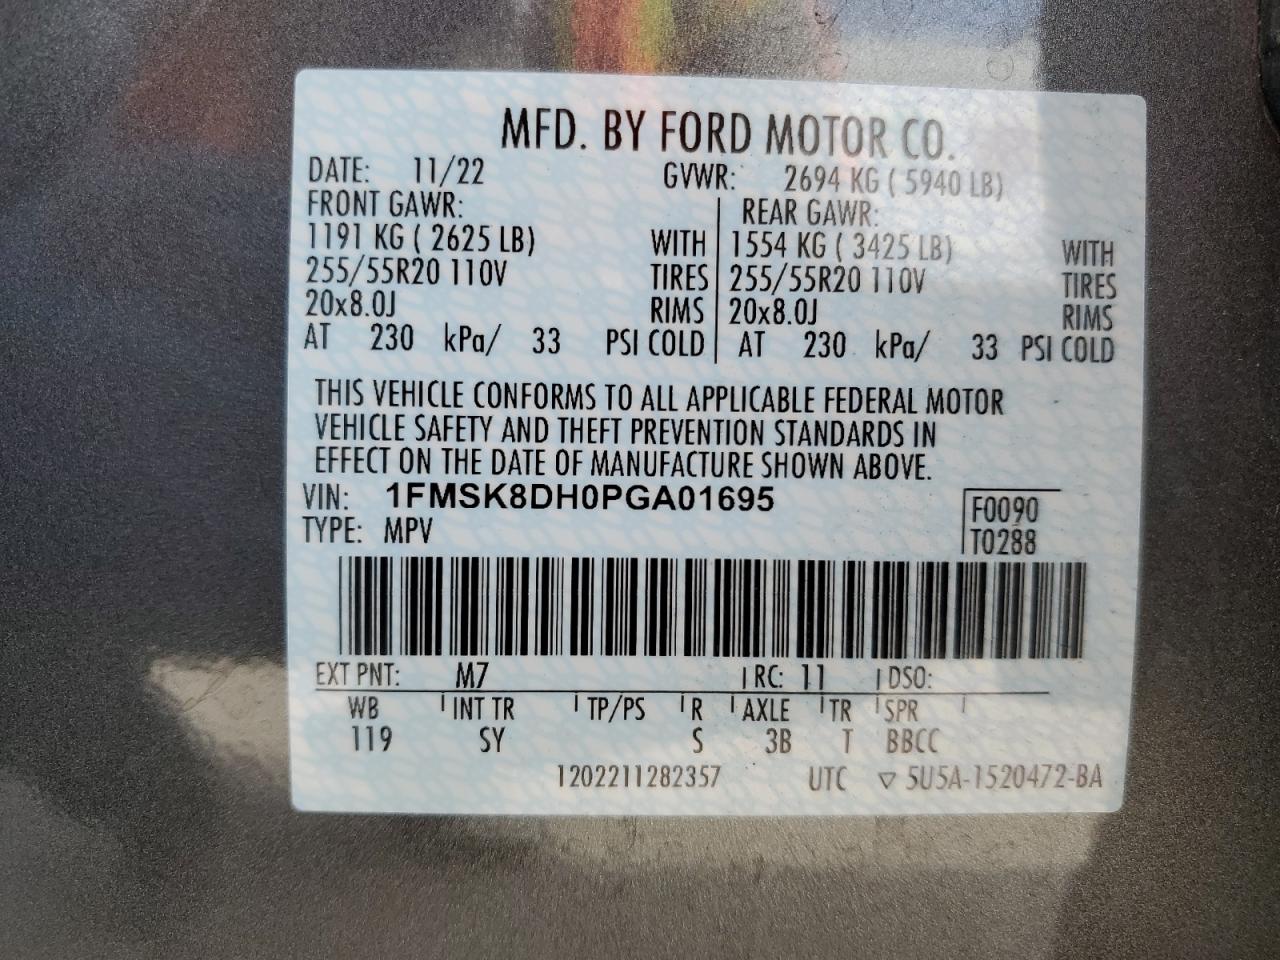 MFD. BY FORD MOTOR CO.
DATE: 11/22 GVWR: 2694 KG ( 5940 LB)
FRONT GAWR: REAR GAWR:
1191 KG ( 2625 LB) WITH 1554 KG ( 3425 LB) WITH
255/55R20 110V TIRES 255/55R20 110V TIRES
20x8.0J RIMS 20x8.0J RIMS
AT 230 kPa/ 33 PSI COLD AT 230 kPa/ 33 PSI COLD
THIS VEHICLE CONFORMS TO ALL APPLICABLE FEDERAL MOTOR
VEHICLE SAFETY AND THEFT PREVENTION STANDARDS IN
EFFECT ON THE DATE OF MANUFACTURE SHOWN ABOVE.
VIN: 1FMSK8DH0PGA01695 F0090
TYPE: MPV T0288
EXT PNT: M7 RC: 11 DSO:
WB INT TR TP/PS R AXLE TR SPR
119 SY S 3B T BBCC
1202211282357 UTC ▽ 5U5A-1520472-BA